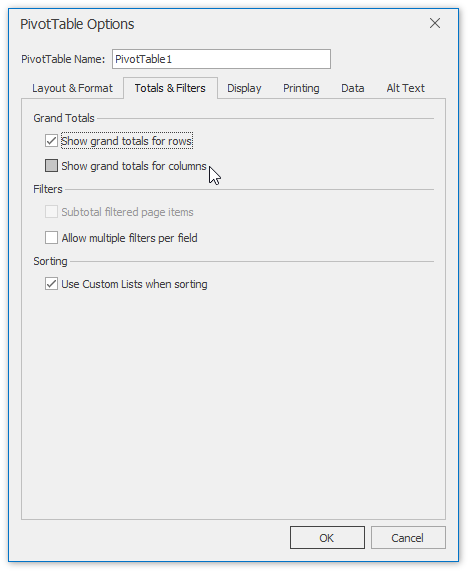 PivotTable Options
PivotTable Name: PivotTable1
Layout & Format Totals & Filters Display Printing Data Alt Text
Grand Totals
Show grand totals for rows
Show grand totals for columns
Filters
Subtotal filtered page items
Allow multiple filters per field
Sorting
Use Custom Lists when sorting
OK Cancel